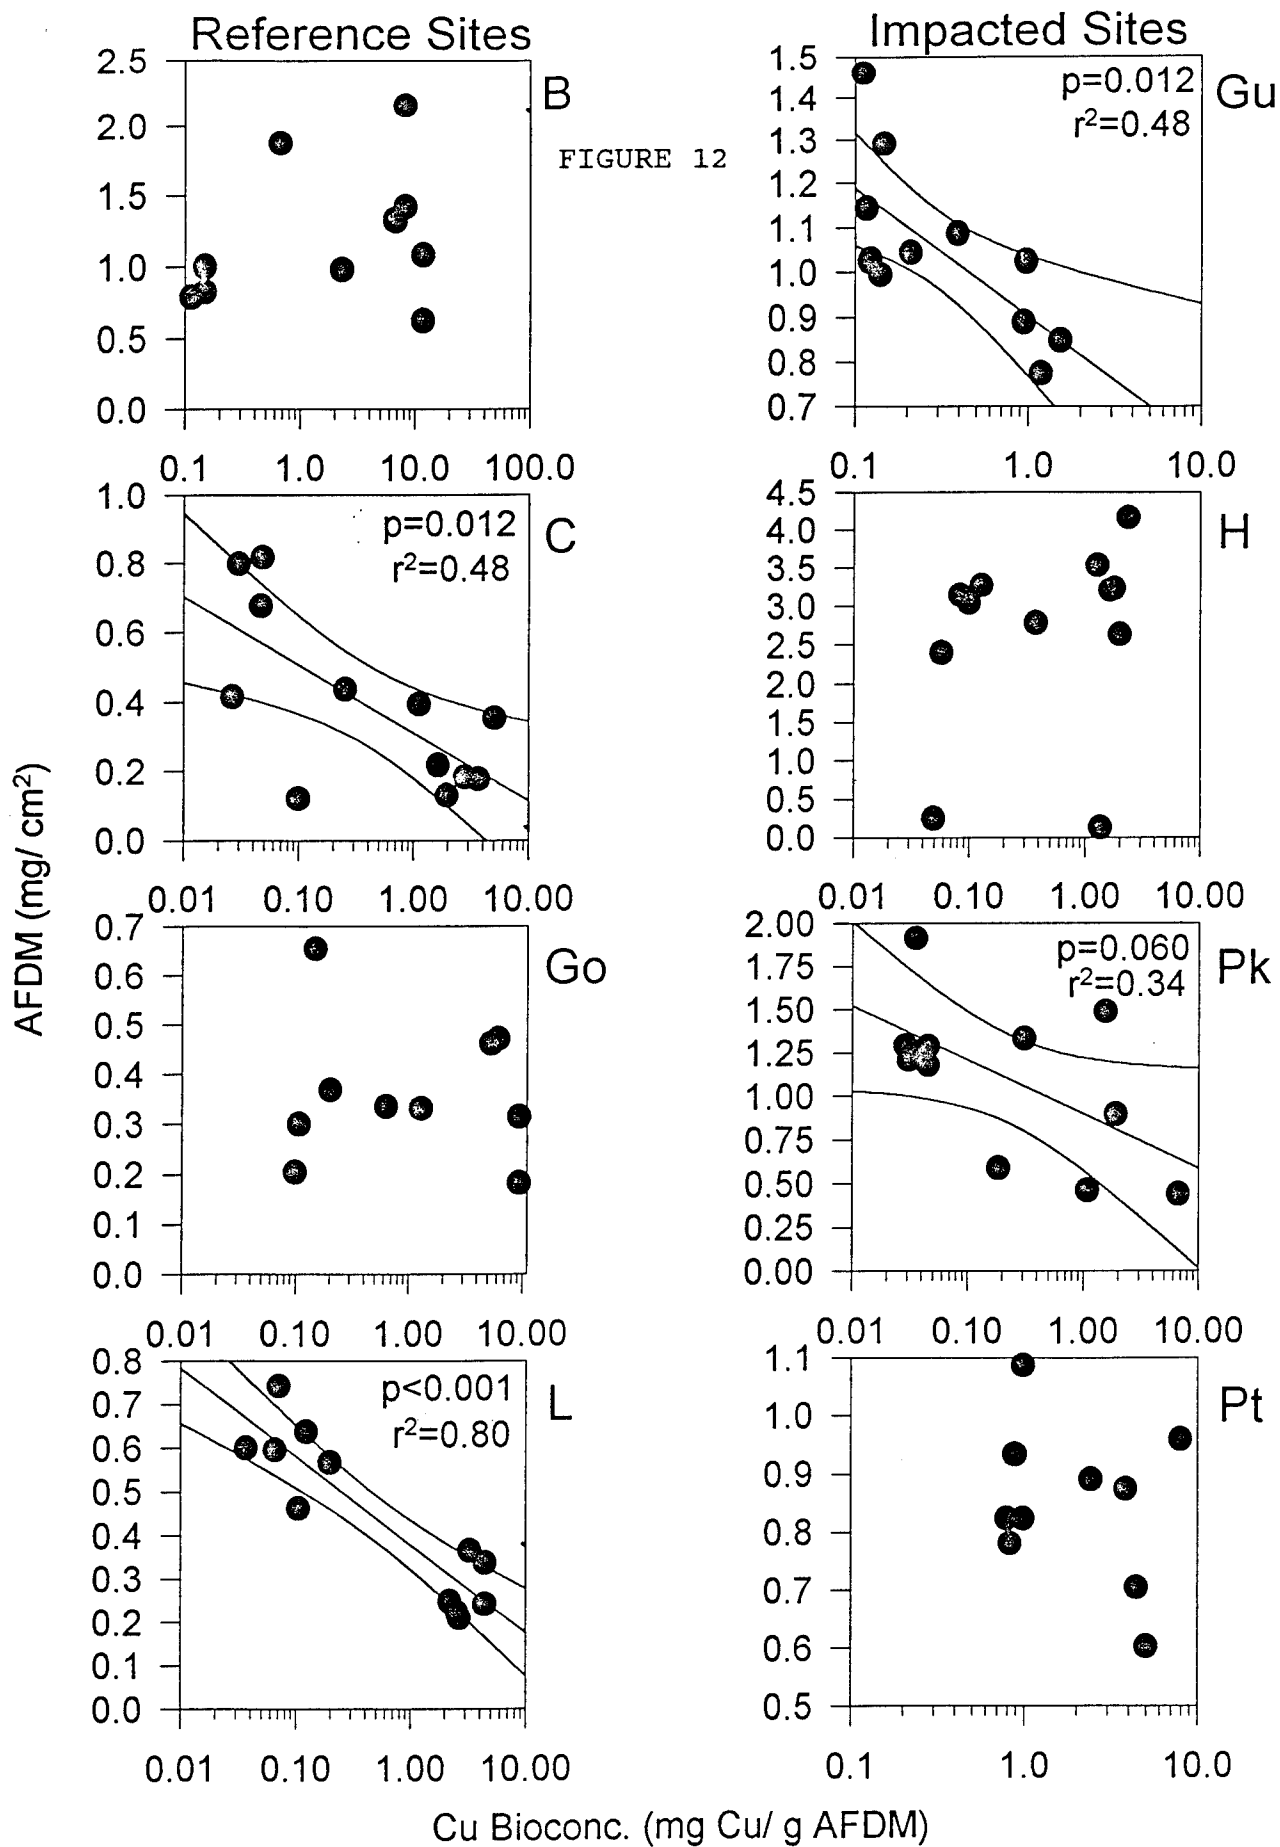 Reference Sites
Impacted Sites
FIGURE 12
AFDM (mg/ cm²)
2.5
2.0
1.5
1.0
0.5
0.0
B
0.1 1.0 10.0 100.0
1.5
1.4
1.3
1.2
1.1
1.0
0.9
0.8
0.7
p=0.012
r²=0.48
Gu
0.1 1.0 10.0
1.0
0.8
0.6
0.4
0.2
0.0
p=0.012
r²=0.48
C
0.01 0.10 1.00 10.00
4.5
4.0
3.5
3.0
2.5
2.0
1.5
1.0
0.5
0.0
H
0.01 0.10 1.00 10.00
0.7
0.6
0.5
0.4
0.3
0.2
0.1
0.0
Go
0.01 0.10 1.00 10.00
2.00
1.75
1.50
1.25
1.00
0.75
0.50
0.25
0.00
p=0.060
r²=0.34
Pk
0.01 0.10 1.00 10.00
0.8
0.7
0.6
0.5
0.4
0.3
0.2
0.1
0.0
p<0.001
r²=0.80
L
0.01 0.10 1.00 10.00
1.1
1.0
0.9
0.8
0.7
0.6
0.5
Pt
0.1 1.0 10.0
Cu Bioconc. (mg Cu/ g AFDM)